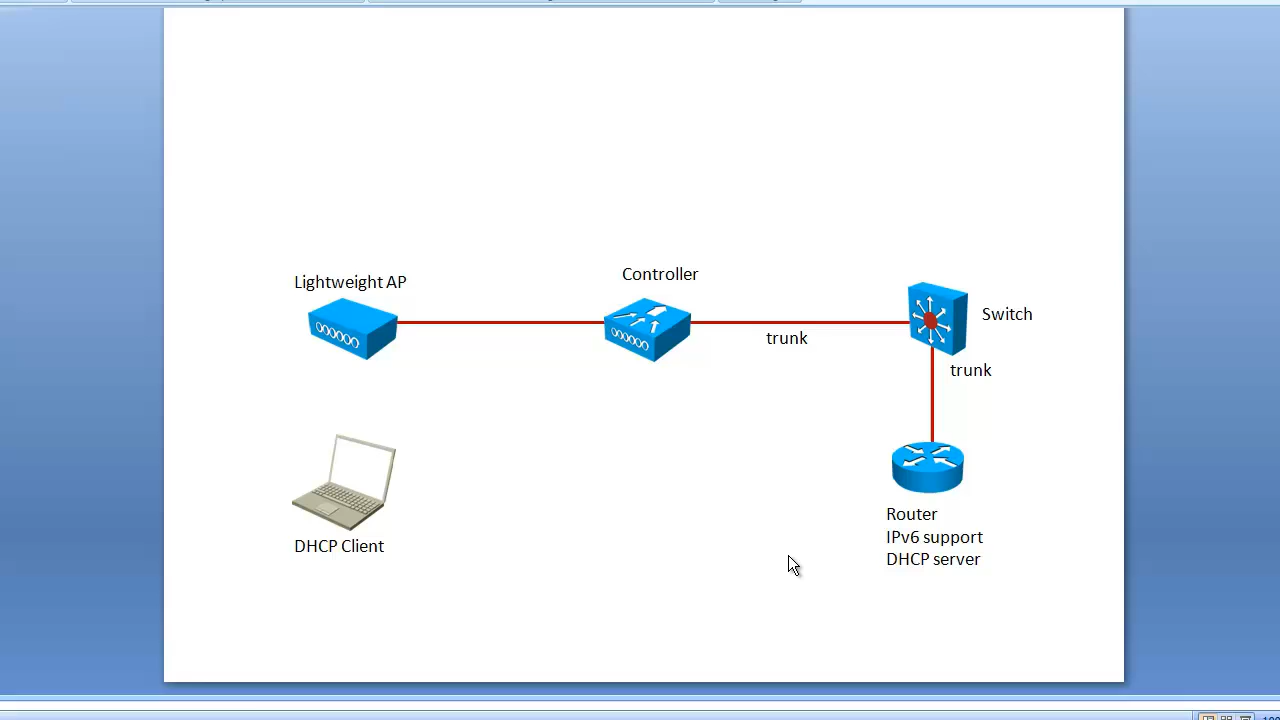 Controller
Lightweight AP
Switch
trunk
trunk
Router
IPv6 support
DHCP server
DHCP Client